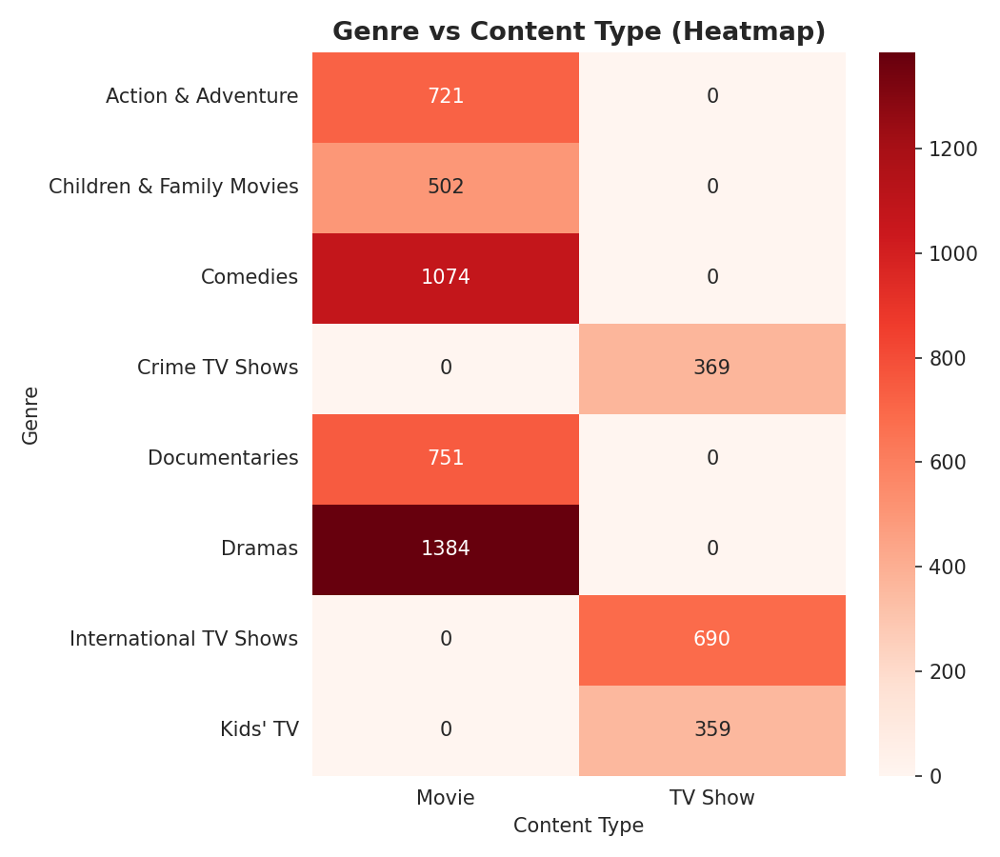 Genre vs Content Type (Heatmap)
Genre
Action & Adventure 721 0
Children & Family Movies 502 0
Comedies 1074 0
Crime TV Shows 0 369
Documentaries 751 0
Dramas 1384 0
International TV Shows 0 690
Kids' TV 0 359
Movie TV Show
Content Type
1200
1000
800
600
400
200
0